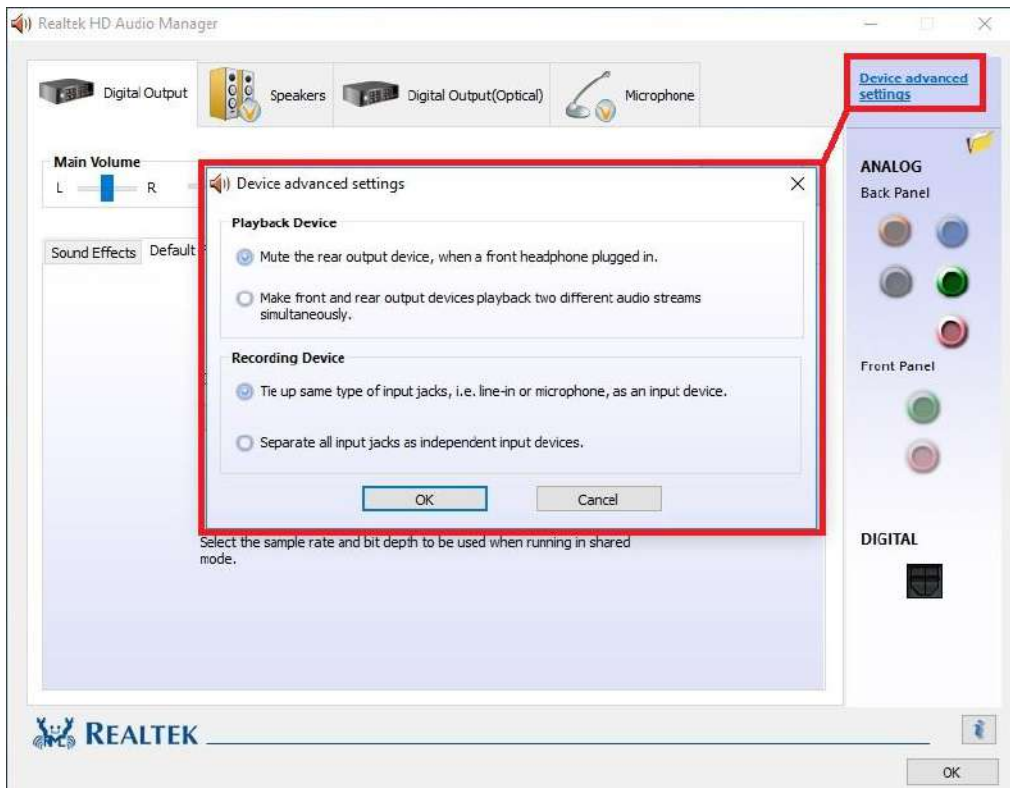 Realtek HD Audio Manager
Digital Output
Speakers
Digital Output(Optical)
Microphone
Device advanced
settings
Main Volume
L R
Device advanced settings
Playback Device
Mute the rear output device, when a front headphone plugged in.
Make front and rear output devices playback two different audio streams
simultaneously.
Recording Device
Tie up same type of input jacks, i.e. line-in or microphone, as an input device.
Separate all input jacks as independent input devices.
OK
Cancel
Sound Effects
Default
Select the sample rate and bit depth to be used when running in shared
mode.
ANALOG
Back Panel
Front Panel
DIGITAL
REALTEK
i
OK